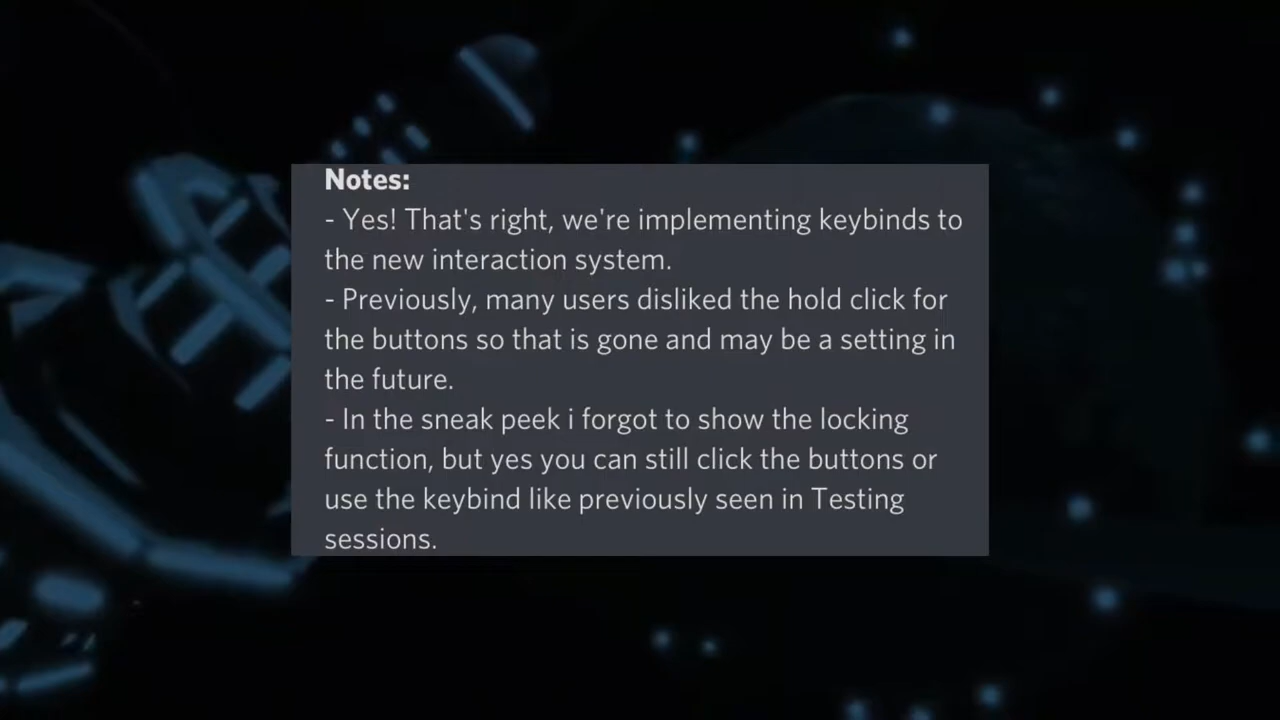 Notes:
- Yes! That's right, we're implementing keybinds to
the new interaction system.
- Previously, many users disliked the hold click for
the buttons so that is gone and may be a setting in
the future.
- In the sneak peek i forgot to show the locking
function, but yes you can still click the buttons or
use the keybind like previously seen in Testing
sessions.